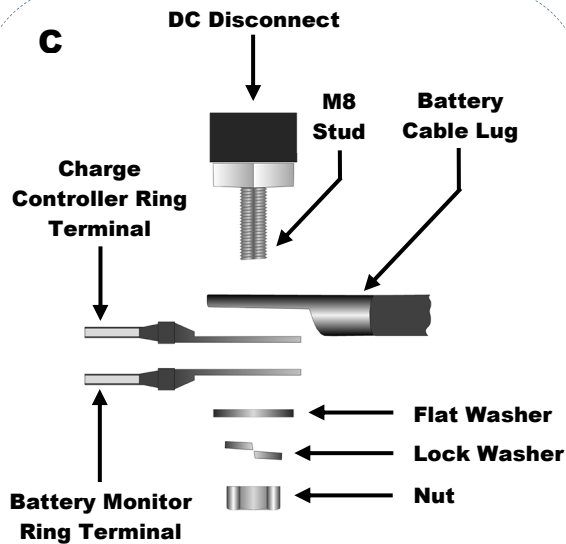 C
DC Disconnect
M8
Stud
Battery
Cable Lug
Charge
Controller Ring
Terminal
Flat Washer
Lock Washer
Nut
Battery Monitor
Ring Terminal